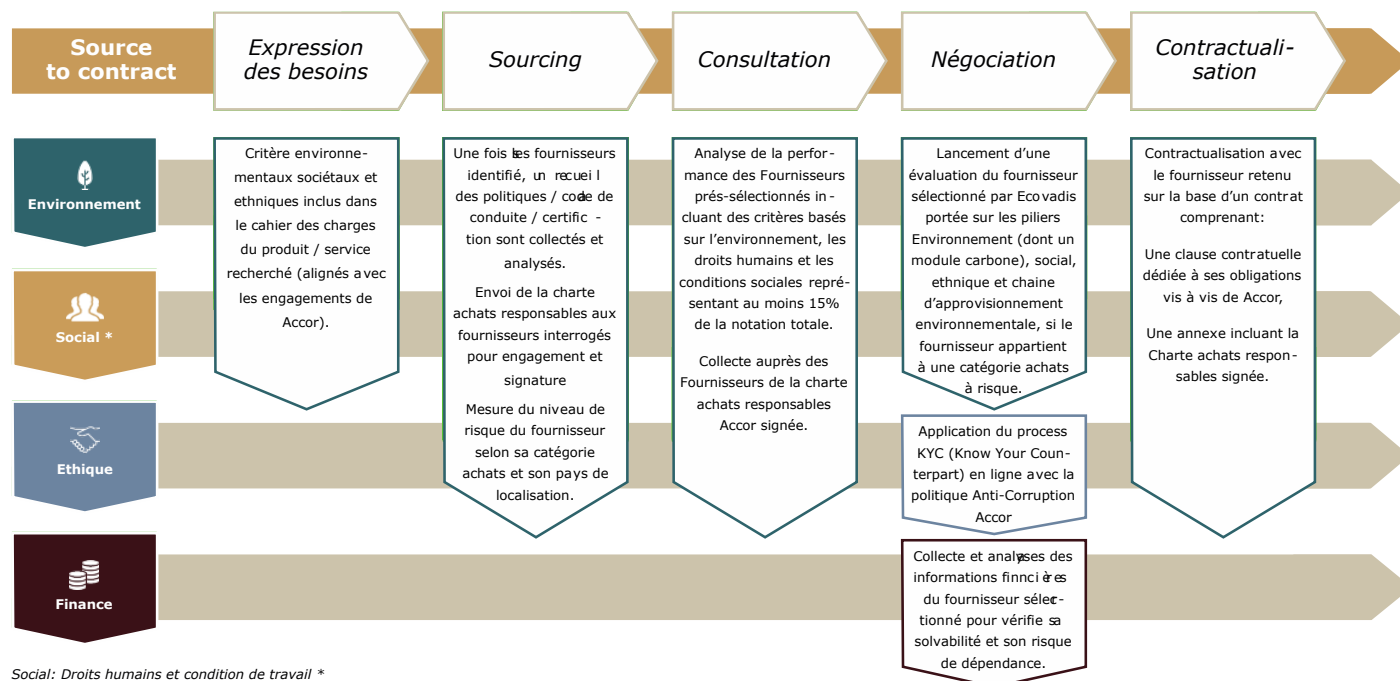 Source
to contract
Expression
des besoins
Sourcing
Consultation
Négociation
Contractuali-
sation
Environnement
Social *
Ethique
Finance
Critère environne-
mentaux sociétaux et
ethniques inclus dans
le cahier des charges
du produit / service
recherché (alignés avec
les engagements de
Accor).
Une fois les fournisseurs
identifié, un recueil
des politiques / code de
conduite / certific -
tion sont collectés et
analysés.
Envoi de la charte
achats responsables aux
fournisseurs interrogés
pour engagement et
signature
Mesure du niveau de
risque du fournisseur
selon sa catégorie
achats et son pays de
localisation.
Analyse de la perfor-
mance des Fournisseurs
prés-sélectionnés in-
cluant des critères basés
sur l’environnement, les
droits humains et les
conditions sociales repré-
sentant au moins 15%
de la notation totale.
Collecte auprès des
Fournisseurs de la charte
achats responsables
Accor signée.
Lancement d’une
évaluation du fournisseur
sélectionné par Ecovadis
portée sur les piliers
Environnement (dont un
module carbone), social,
ethnique et chaine
d’approvisionnement
environnementale, si le
fournisseur appartient
à une catégorie achats
à risque.
Application du process
KYC (Know Your Coun-
terpart) en ligne avec la
politique Anti-Corruption
Accor
Collecte et analyses des
informations finncières
du fournisseur sélec-
tionné pour vérifie sa
solvabilité et son risque
de dépendance.
Contractualisation avec
le fournisseur retenu
sur la base d’un contrat
comprenant:
Une clause contratuelle
dédiée à ses obligations
vis à vis de Accor,
Une annexe incluant la
Charte achats respon-
sables signée.
Social: Droits humains et condition de travail *